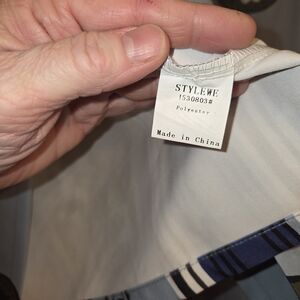 STYLEWE
1530803#
Polyester
Made in China